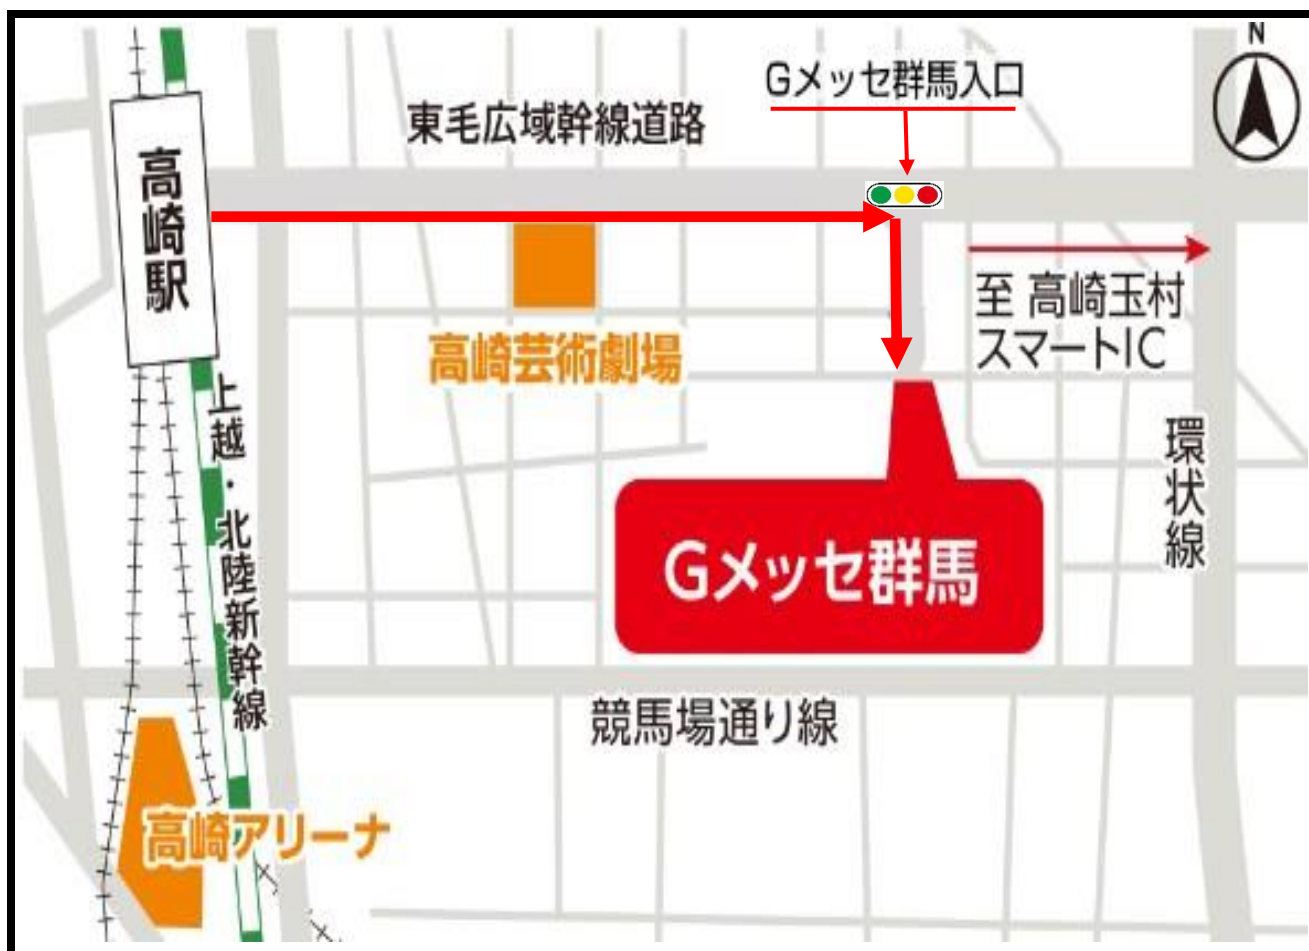 N
Gメッセ群馬入口
東毛広域幹線道路
高崎駅
至 高崎玉村
スマートIC
高崎芸術劇場
上越・北陸新幹線
環状線
Gメッセ群馬
競馬場通り線
高崎アリーナ